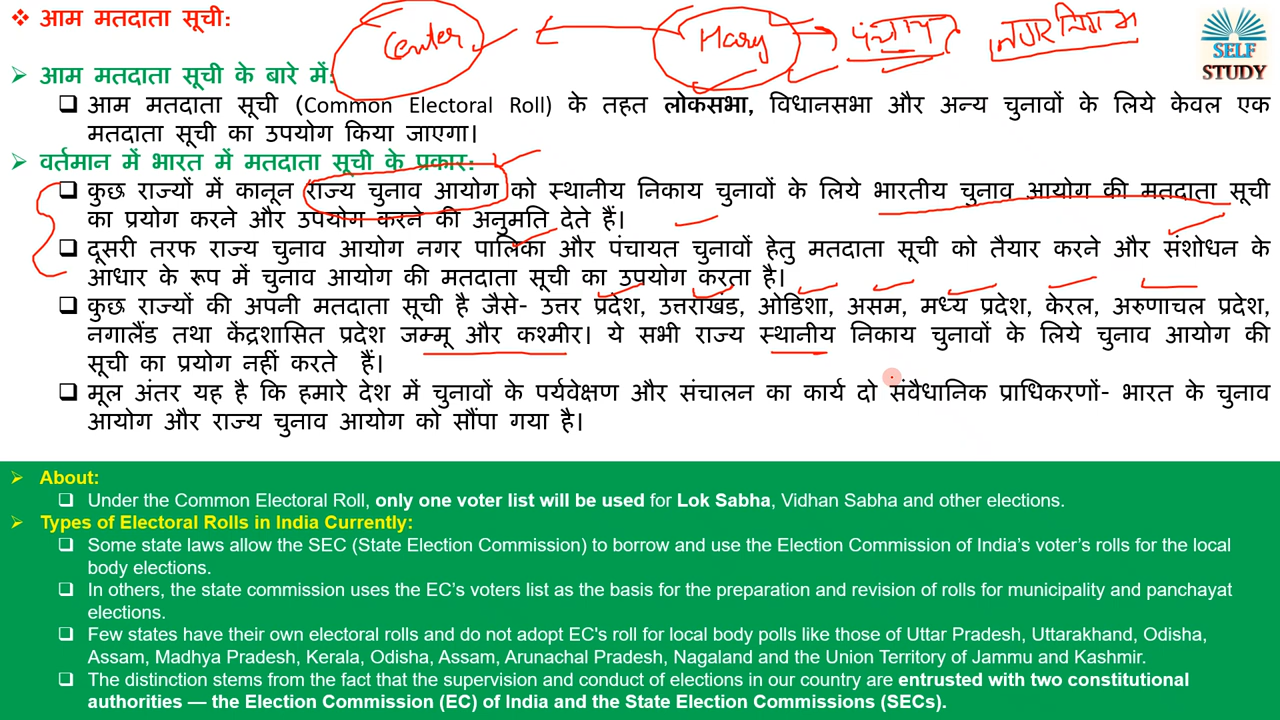 ❖ आम मतदाता सूची:
Center
Hary
पंचायत
नगर निगम
SELF
STUDY
➢ आम मतदाता सूची के बारे में:
❑ आम मतदाता सूची (Common Electoral Roll) के तहत लोकसभा, विधानसभा और अन्य चुनावों के लिये केवल एक
मतदाता सूची का उपयोग किया जाएगा।
➢ वर्तमान में भारत में मतदाता सूची के प्रकार:
❑ कुछ राज्यों में कानून राज्य चुनाव आयोग को स्थानीय निकाय चुनावों के लिये भारतीय चुनाव आयोग की मतदाता सूची
का प्रयोग करने और उपयोग करने की अनुमति देते हैं।
❑ दूसरी तरफ राज्य चुनाव आयोग नगर पालिका और पंचायत चुनावों हेतु मतदाता सूची को तैयार करने और संशोधन के
आधार के रूप में चुनाव आयोग की मतदाता सूची का उपयोग करता है।
❑ कुछ राज्यों की अपनी मतदाता सूची है जैसे- उत्तर प्रदेश, उत्तराखंड, ओडिशा, असम, मध्य प्रदेश, केरल, अरुणाचल प्रदेश,
नगालैंड तथा केंद्रशासित प्रदेश जम्मू और कश्मीर। ये सभी राज्य स्थानीय निकाय चुनावों के लिये चुनाव आयोग की
सूची का प्रयोग नहीं करते हैं।
❑ मूल अंतर यह है कि हमारे देश में चुनावों के पर्यवेक्षण और संचालन का कार्य दो संवैधानिक प्राधिकरणों- भारत के चुनाव
आयोग और राज्य चुनाव आयोग को सौंपा गया है।
➢ About:
❑ Under the Common Electoral Roll, only one voter list will be used for Lok Sabha, Vidhan Sabha and other elections.
➢ Types of Electoral Rolls in India Currently:
❑ Some state laws allow the SEC (State Election Commission) to borrow and use the Election Commission of India's voter's rolls for the local
body elections.
❑ In others, the state commission uses the EC's voters list as the basis for the preparation and revision of rolls for municipality and panchayat
elections.
❑ Few states have their own electoral rolls and do not adopt EC's roll for local body polls like those of Uttar Pradesh, Uttarakhand, Odisha,
Assam, Madhya Pradesh, Kerala, Odisha, Assam, Arunachal Pradesh, Nagaland and the Union Territory of Jammu and Kashmir.
❑ The distinction stems from the fact that the supervision and conduct of elections in our country are entrusted with two constitutional
authorities — the Election Commission (EC) of India and the State Election Commissions (SECs).